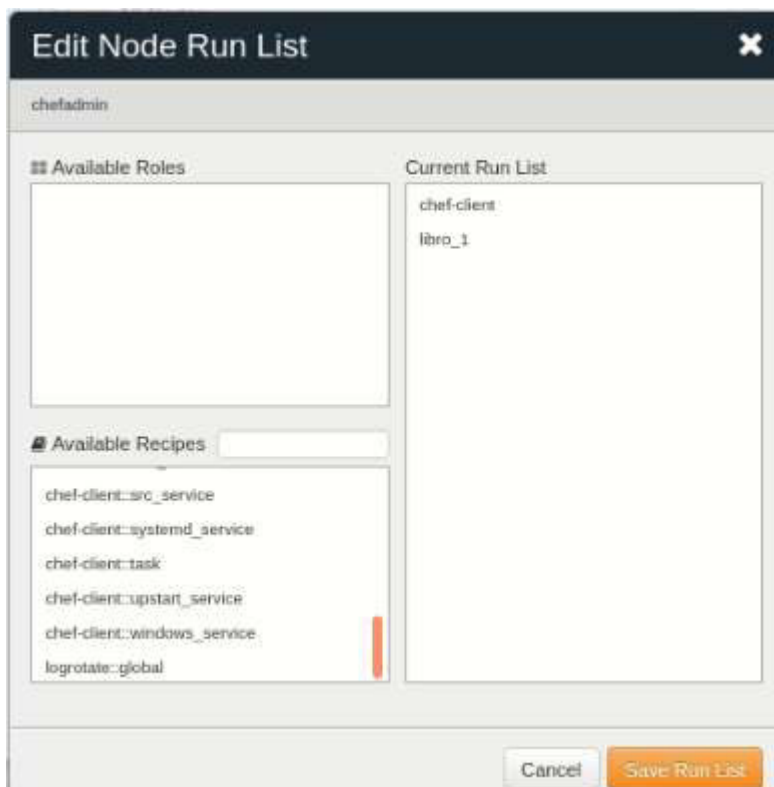 Edit Node Run List
chefadmin
Available Roles
Current Run List
chef-client
libro_1
Available Recipes
chef-client::src_service
chef-client::systemd_service
chef-client::task
chef-client::upstart_service
chef-client::windows_service
logrotate::global
Cancel
Save Run List